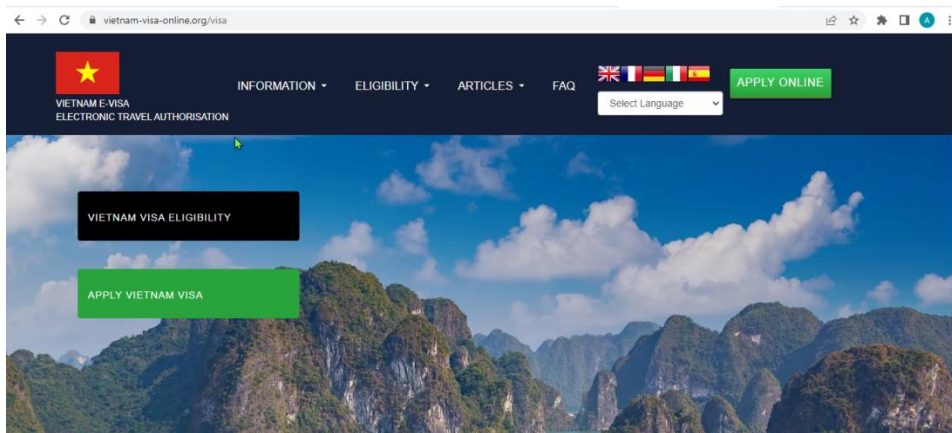 vietnam-visa-online.org/visa
A
INFORMATION
ELIGIBILITY
ARTICLES
FAQ
Select Language
APPLY ONLINE
VIETNAM E-VISA
ELECTRONIC TRAVEL AUTHORISATION
VIETNAM VISA ELIGIBILITY
APPLY VIETNAM VISA